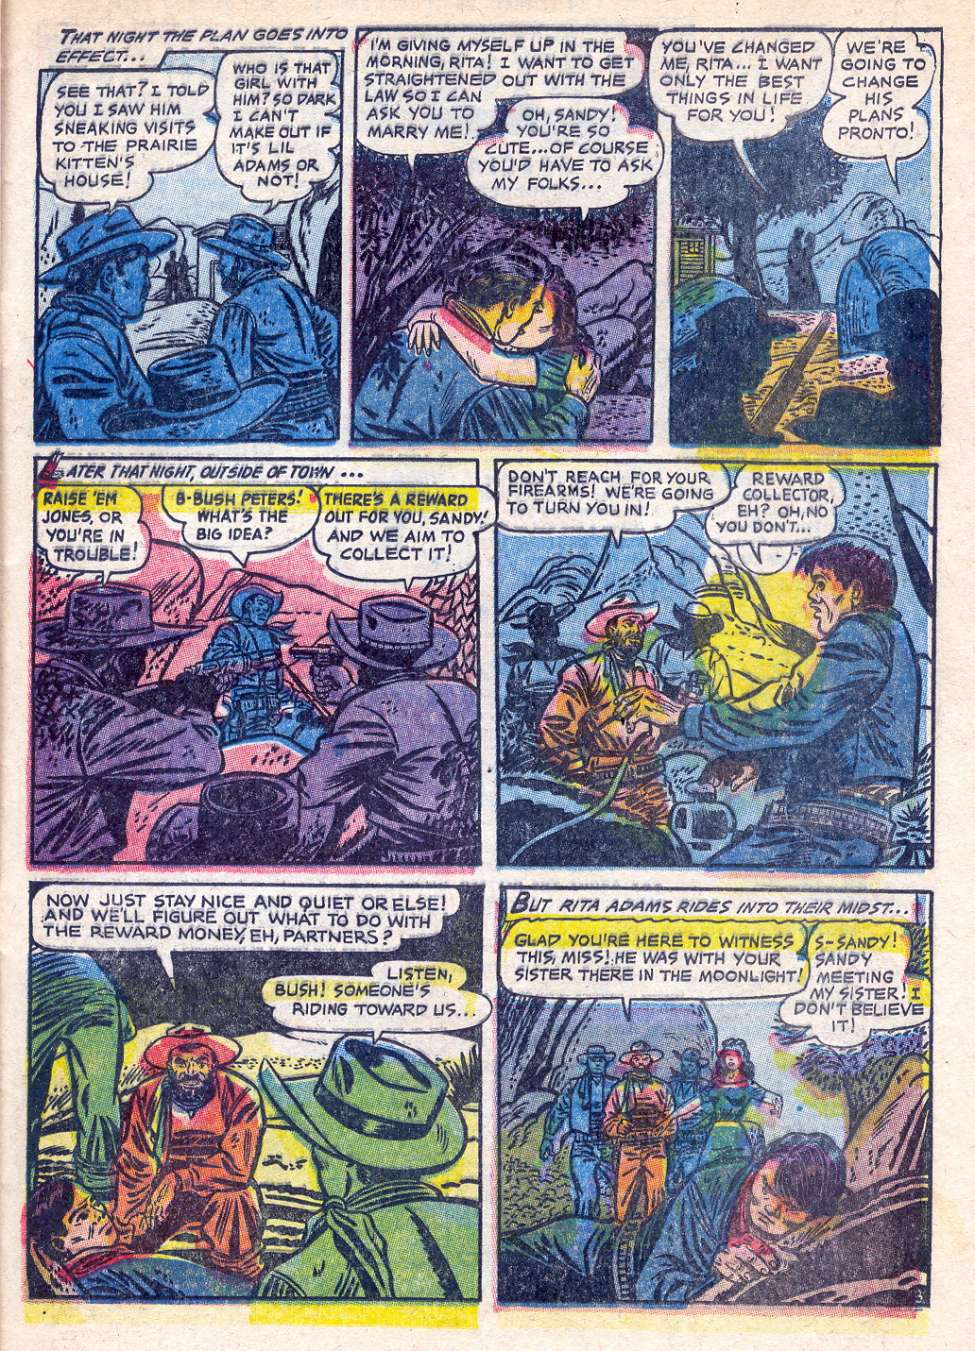 THAT NIGHT THE PLAN GOES INTO
EFFECT...
SEE THAT? I TOLD
YOU I SAW HIM
SNEAKING VISITS
TO THE PRAIRIE
KITTEN'S
HOUSE!
WHO IS THAT
GIRL WITH
HIM? SO DARK
I CAN'T
MAKE OUT IF
IT'S LIL
ADAMS OR
NOT!
I'M GIVING MYSELF UP IN THE
MORNING, RITA! I WANT TO GET
STRAIGHTENED OUT WITH THE
LAW SO I CAN
ASK YOU TO
MARRY ME!
OH, SANDY!
YOU'RE SO
CUTE...OF COURSE
YOU'D HAVE TO ASK
MY FOLKS...
YOU'VE CHANGED
ME, RITA... I WANT
ONLY THE BEST
THINGS IN LIFE
FOR YOU!
WE'RE
GOING TO
CHANGE
HIS
PLANS
PRONTO!
LATER THAT NIGHT, OUTSIDE OF TOWN...
RAISE 'EM
JONES, OR
YOU'RE IN
TROUBLE!
B-BUSH PETERS!
WHAT'S THE
BIG IDEA?
THERE'S A REWARD
OUT FOR YOU, SANDY!
AND WE AIM TO
COLLECT IT!
DON'T REACH FOR YOUR
FIREARMS! WE'RE GOING
TO TURN YOU IN!
REWARD
COLLECTOR,
EH? OH, NO
YOU DON'T...
NOW JUST STAY NICE AND QUIET OR ELSE!
AND WE'LL FIGURE OUT WHAT TO DO WITH
THE REWARD MONEY, EH, PARTNERS?
LISTEN,
BUSH! SOMEONE'S
RIDING TOWARD US...
BUT RITA ADAMS RIDES INTO THEIR MIDST...
GLAD YOU'RE HERE TO WITNESS
THIS, MISS! HE WAS WITH YOUR
SISTER THERE IN THE MOONLIGHT!
S-SANDY!
SANDY
MEETING
MY SISTER! I
DON'T BELIEVE
IT!
3